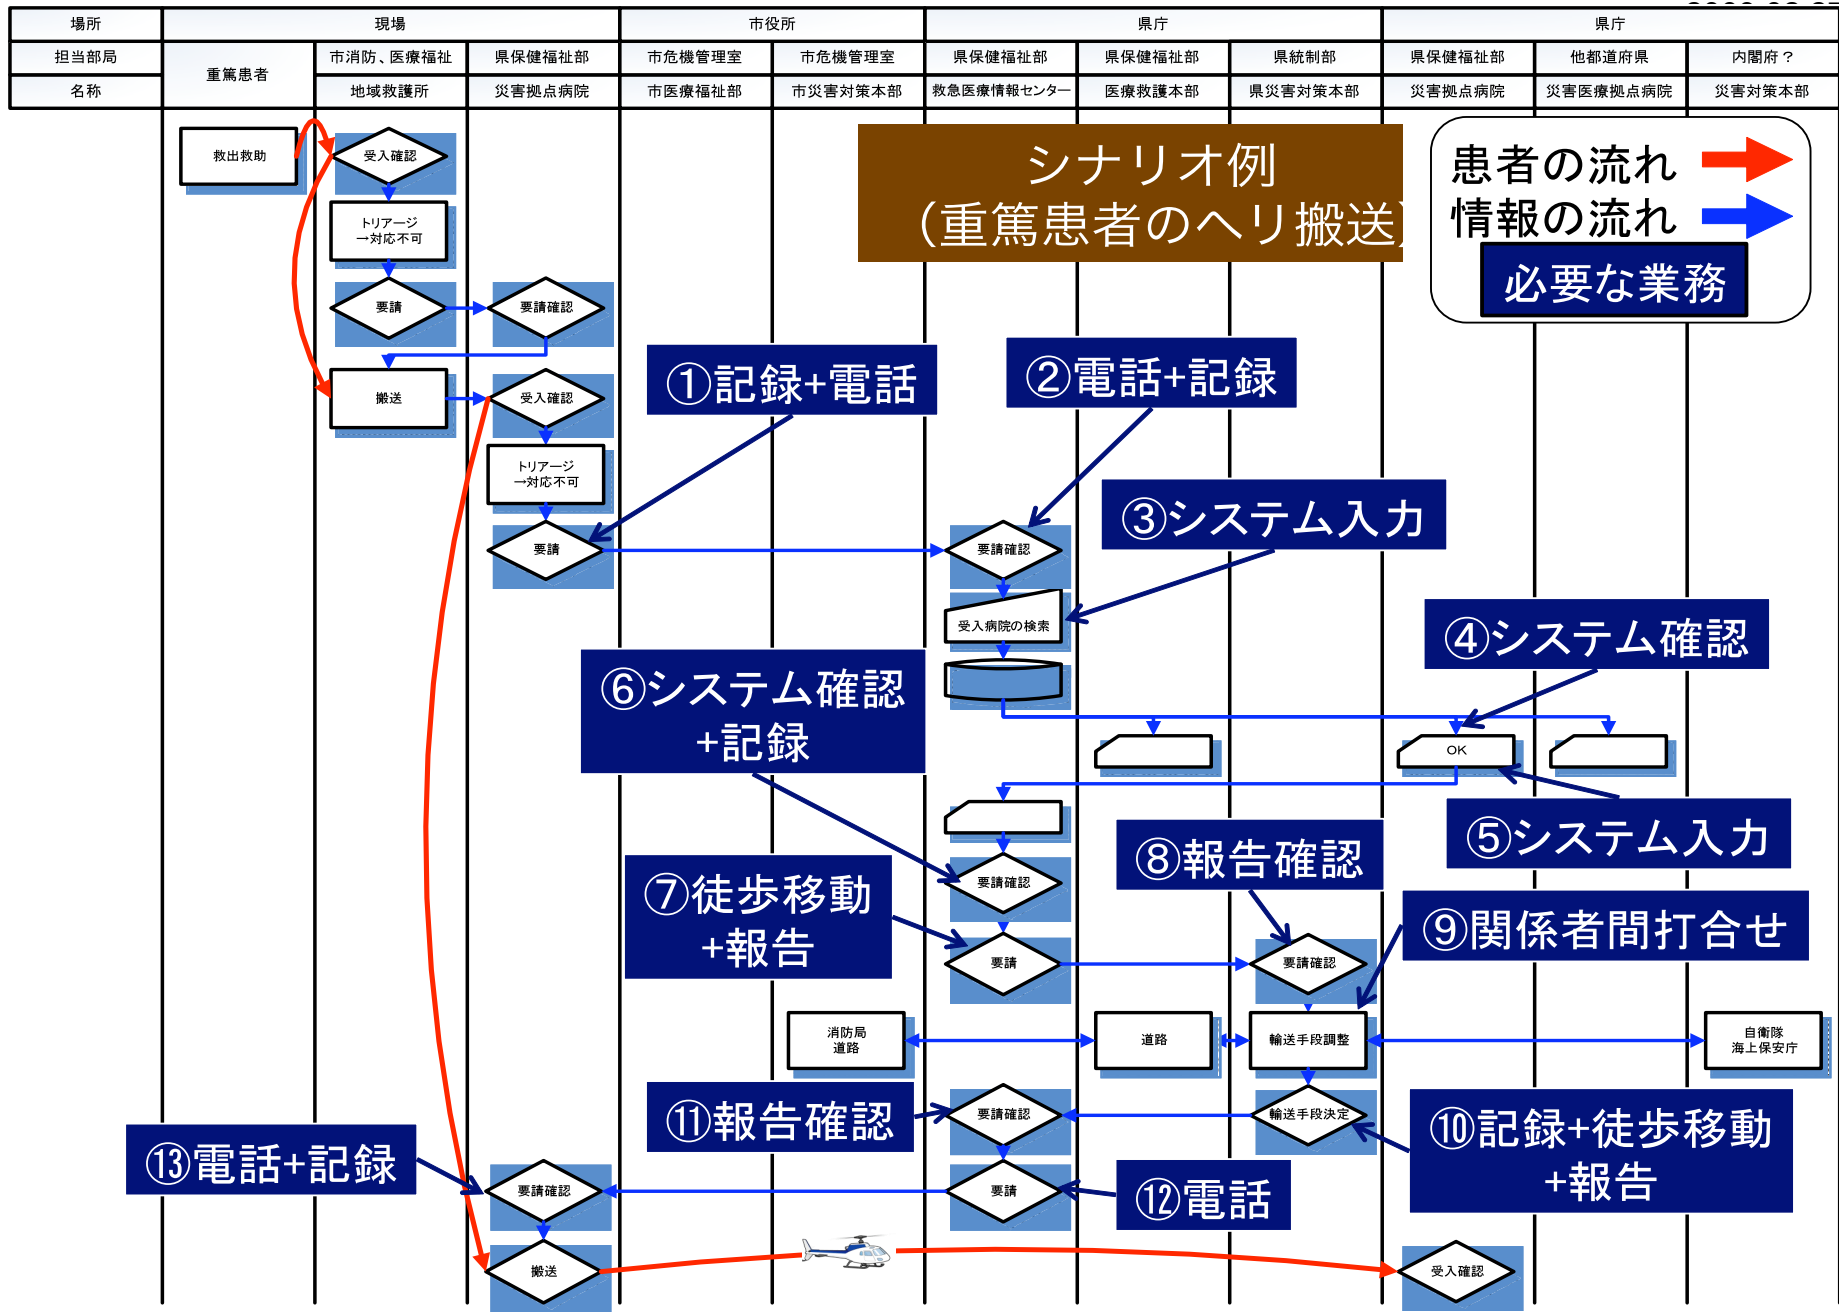 場所 現場 市役所 県庁 県庁
担当部局 重篤患者 市消防、医療福祉 県保健福祉部 市危機管理室 市危機管理室 県保健福祉部 県保健福祉部 県統制部 県保健福祉部 他都道府県 内閣府？
名称 地域救護所 災害拠点病院 市医療福祉部 市災害対策本部 救急医療情報センター 医療救護本部 県災害対策本部 災害拠点病院 災害医療拠点病院 災害対策本部
シナリオ例
（重篤患者のヘリ搬送）
患者の流れ
情報の流れ
必要な業務
救出救助
受入確認
トリアージ
→対応不可
要請
要請確認
搬送
受入確認
①記録+電話
②電話+記録
トリアージ
→対応不可
③システム入力
要請
要請確認
受入病院の検索
④システム確認
⑥システム確認
+記録
OK
⑤システム入力
⑧報告確認
⑦徒歩移動
+報告
要請確認
⑨関係者間打合せ
要請
要請確認
消防局
道路
道路
輸送手段調整
自衛隊
海上保安庁
⑪報告確認
要請確認
輸送手段決定
⑩記録+徒歩移動
+報告
⑬電話+記録
要請確認
要請
⑫電話
搬送
受入確認